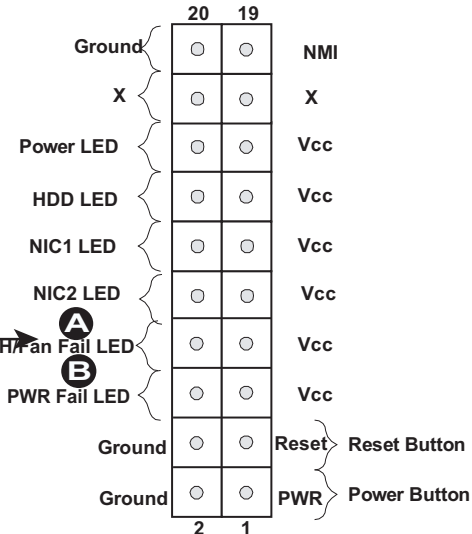 20 19
Ground NMI
X X
Power LED Vcc
HDD LED Vcc
NIC1 LED Vcc
NIC2 LED Vcc
A
H/Fan Fail LED Vcc
B
PWR Fail LED Vcc
Ground Reset Reset Button
Ground PWR Power Button
2 1